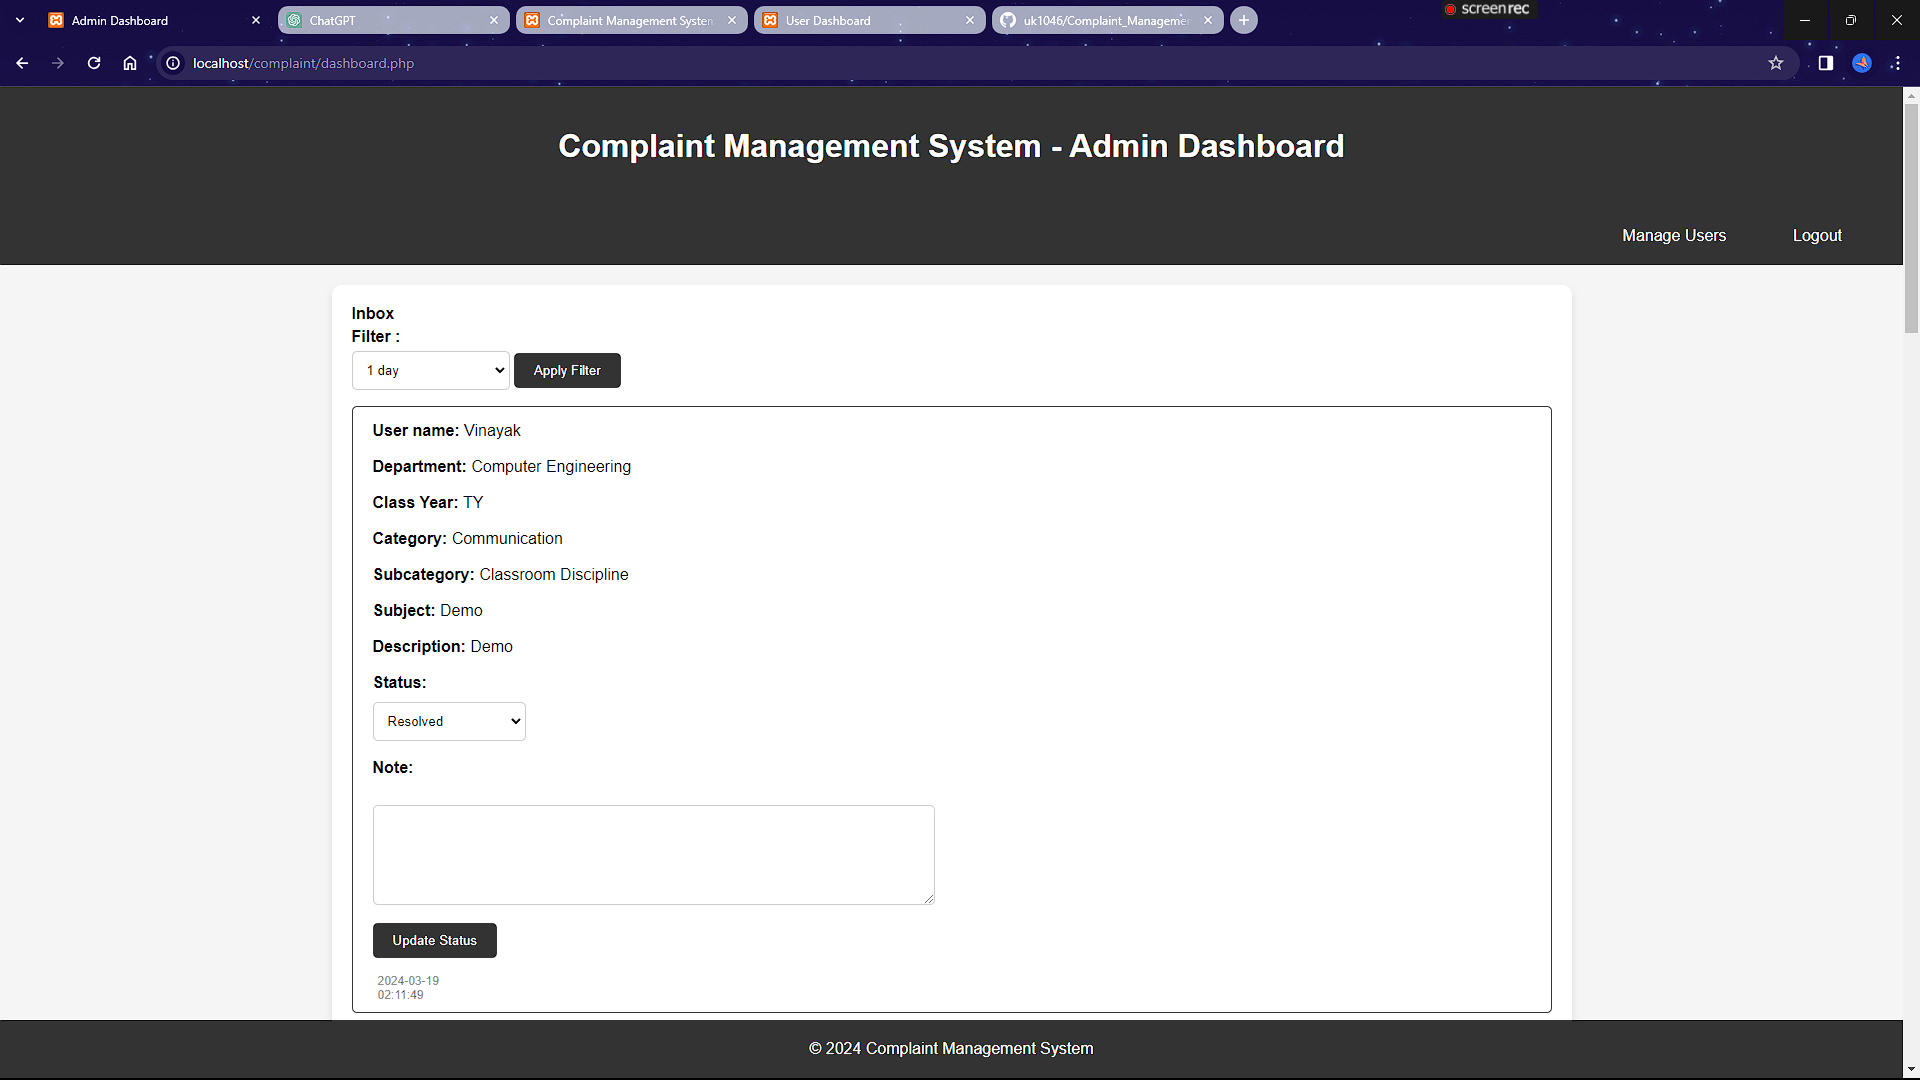 Admin Dashboard
ChatGPT
Complaint Management System
User Dashboard
uk1046/Complaint_Managemen
screenrec
localhost/complaint/dashboard.php
Complaint Management System - Admin Dashboard
Manage Users
Logout
Inbox
Filter :
1 day
Apply Filter
User name: Vinayak
Department: Computer Engineering
Class Year: TY
Category: Communication
Subcategory: Classroom Discipline
Subject: Demo
Description: Demo
Status:
Resolved
Note:
Update Status
2024-03-19
02:11:49
© 2024 Complaint Management System